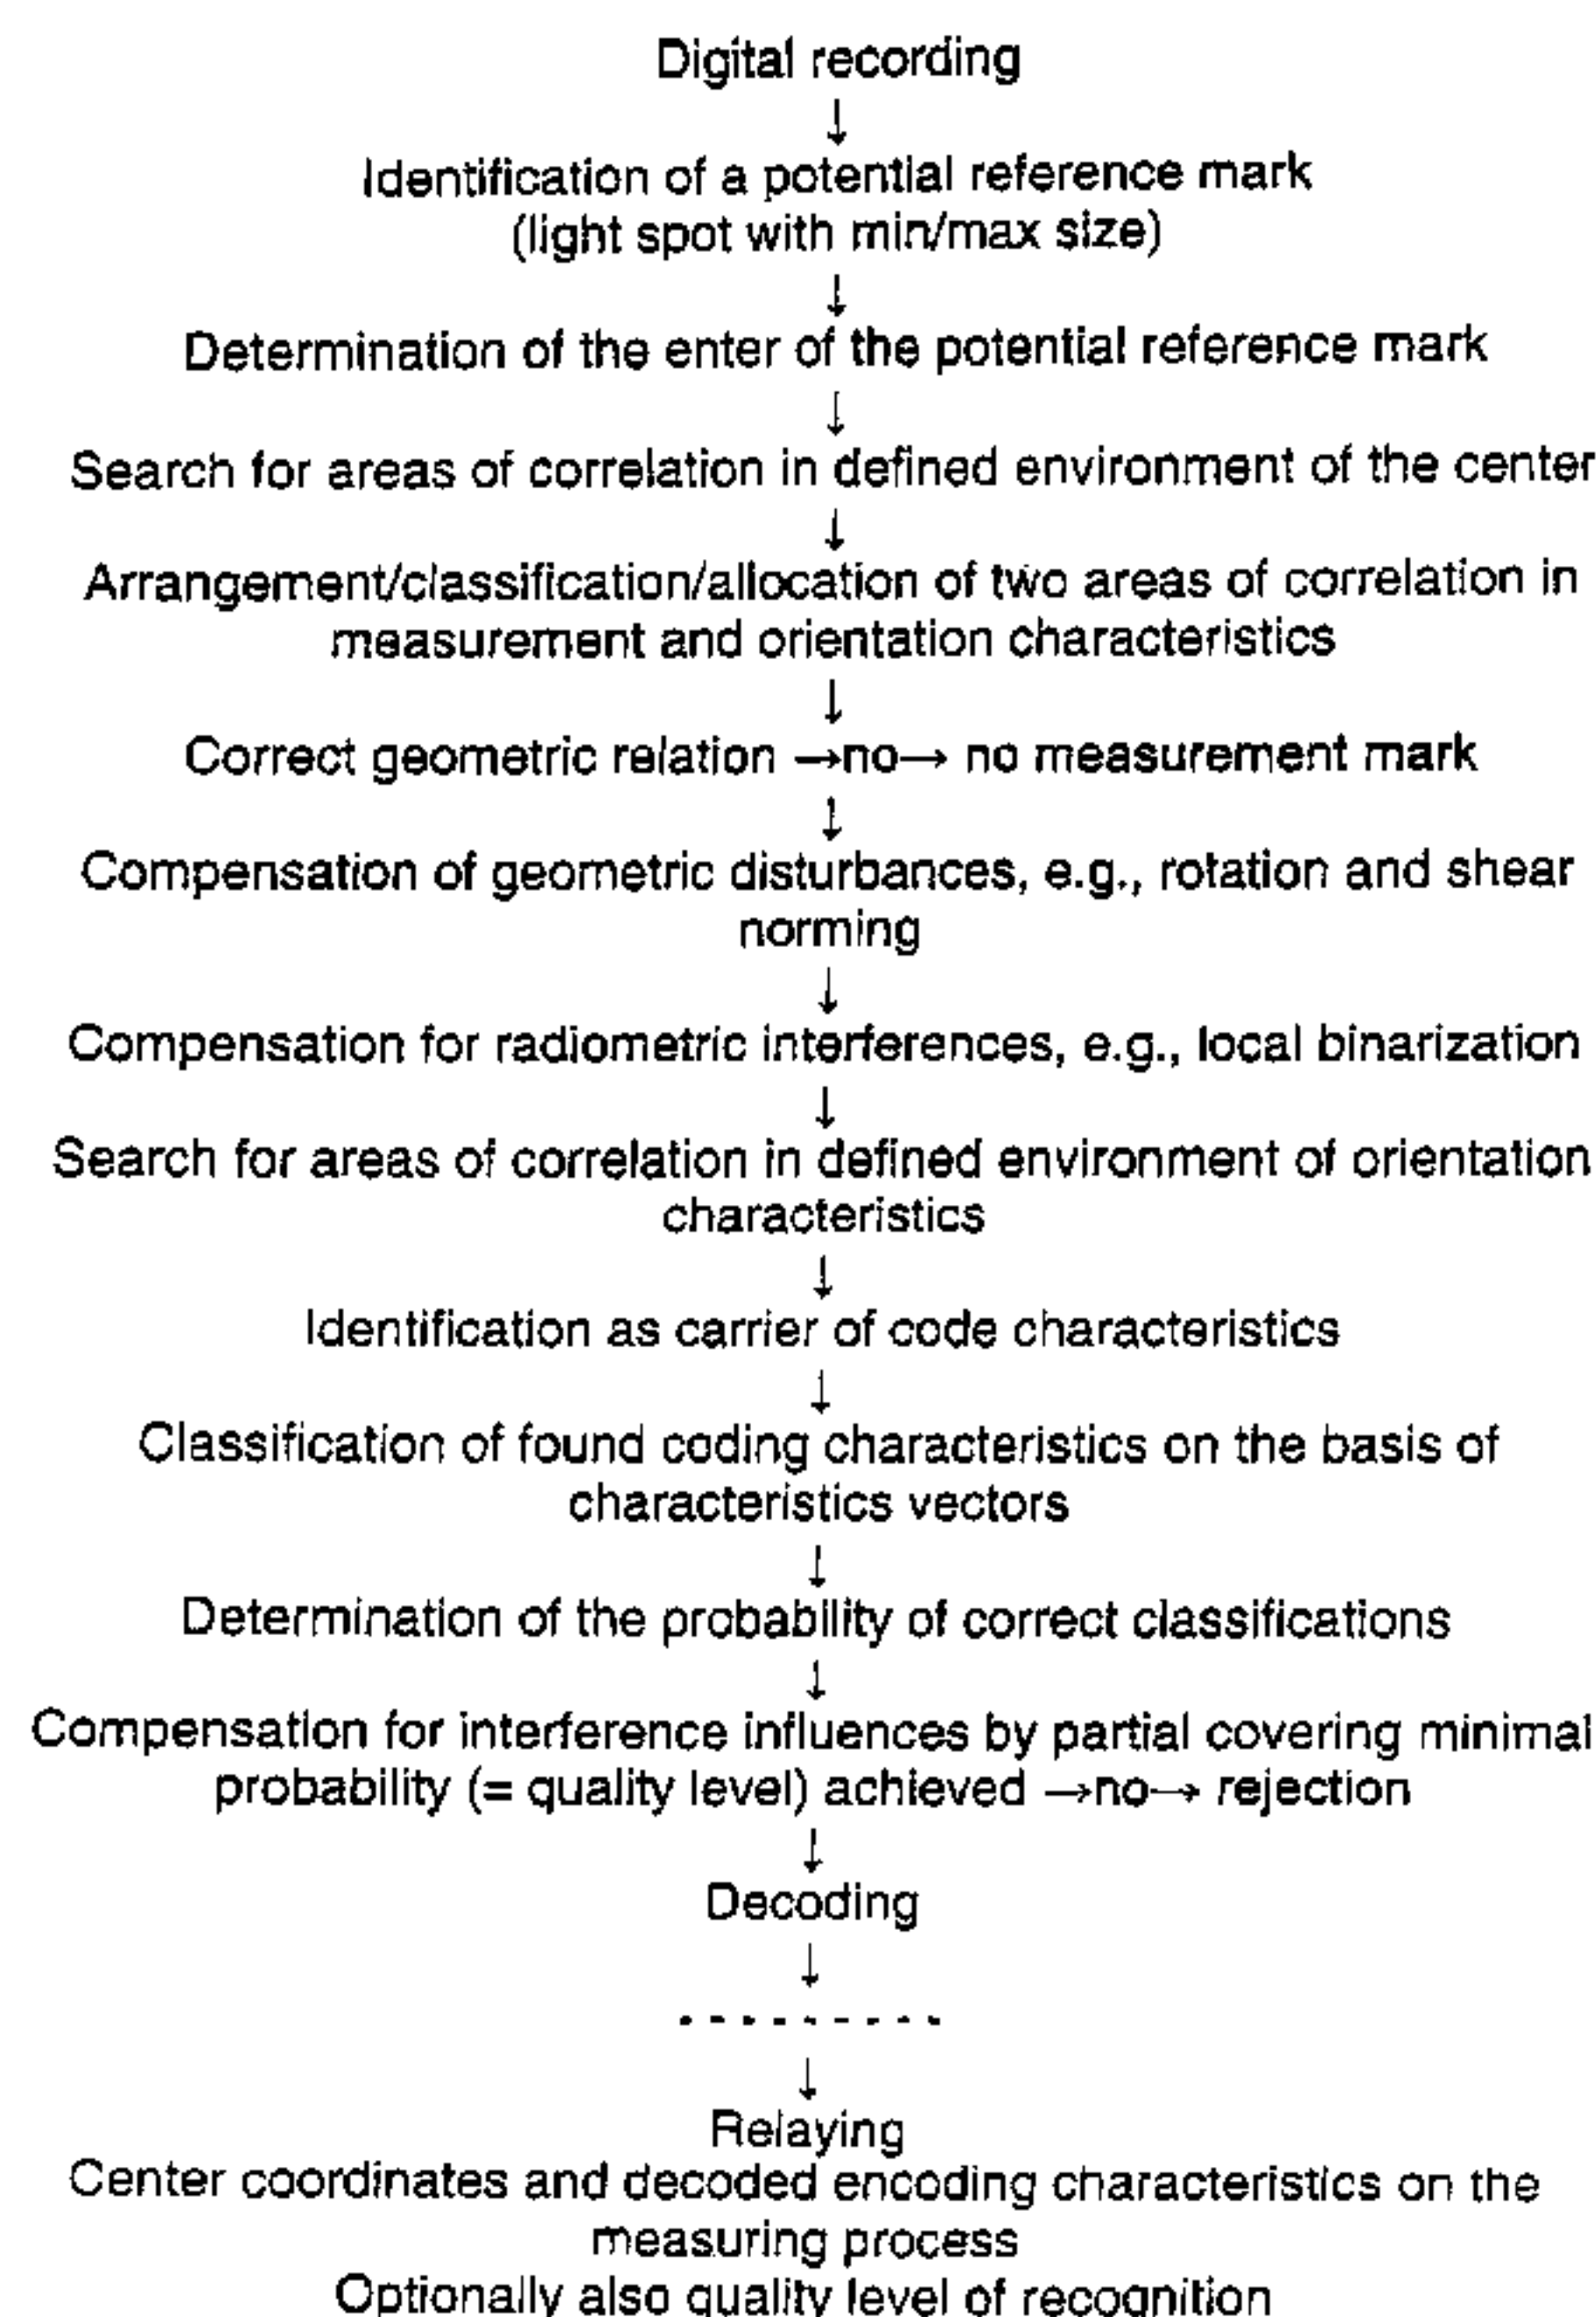 Digital recording
↓
Identification of a potential reference mark
(light spot with min/max size)
↓
Determination of the enter of the potential reference mark
↓
Search for areas of correlation in defined environment of the center
↓
Arrangement/classification/allocation of two areas of correlation in
measurement and orientation characteristics
↓
Correct geometric relation →no→ no measurement mark
↓
Compensation of geometric disturbances, e.g., rotation and shear
norming
↓
Compensation for radiometric interferences, e.g., local binarization
↓
Search for areas of correlation in defined environment of orientation
characteristics
↓
Identification as carrier of code characteristics
↓
Classification of found coding characteristics on the basis of
characteristics vectors
↓
Determination of the probability of correct classifications
↓
Compensation for interference influences by partial covering minimal
probability (= quality level) achieved →no→ rejection
↓
Decoding
↓
.........
↓
Relaying
Center coordinates and decoded encoding characteristics on the
measuring process
Optionally also quality level of recognition